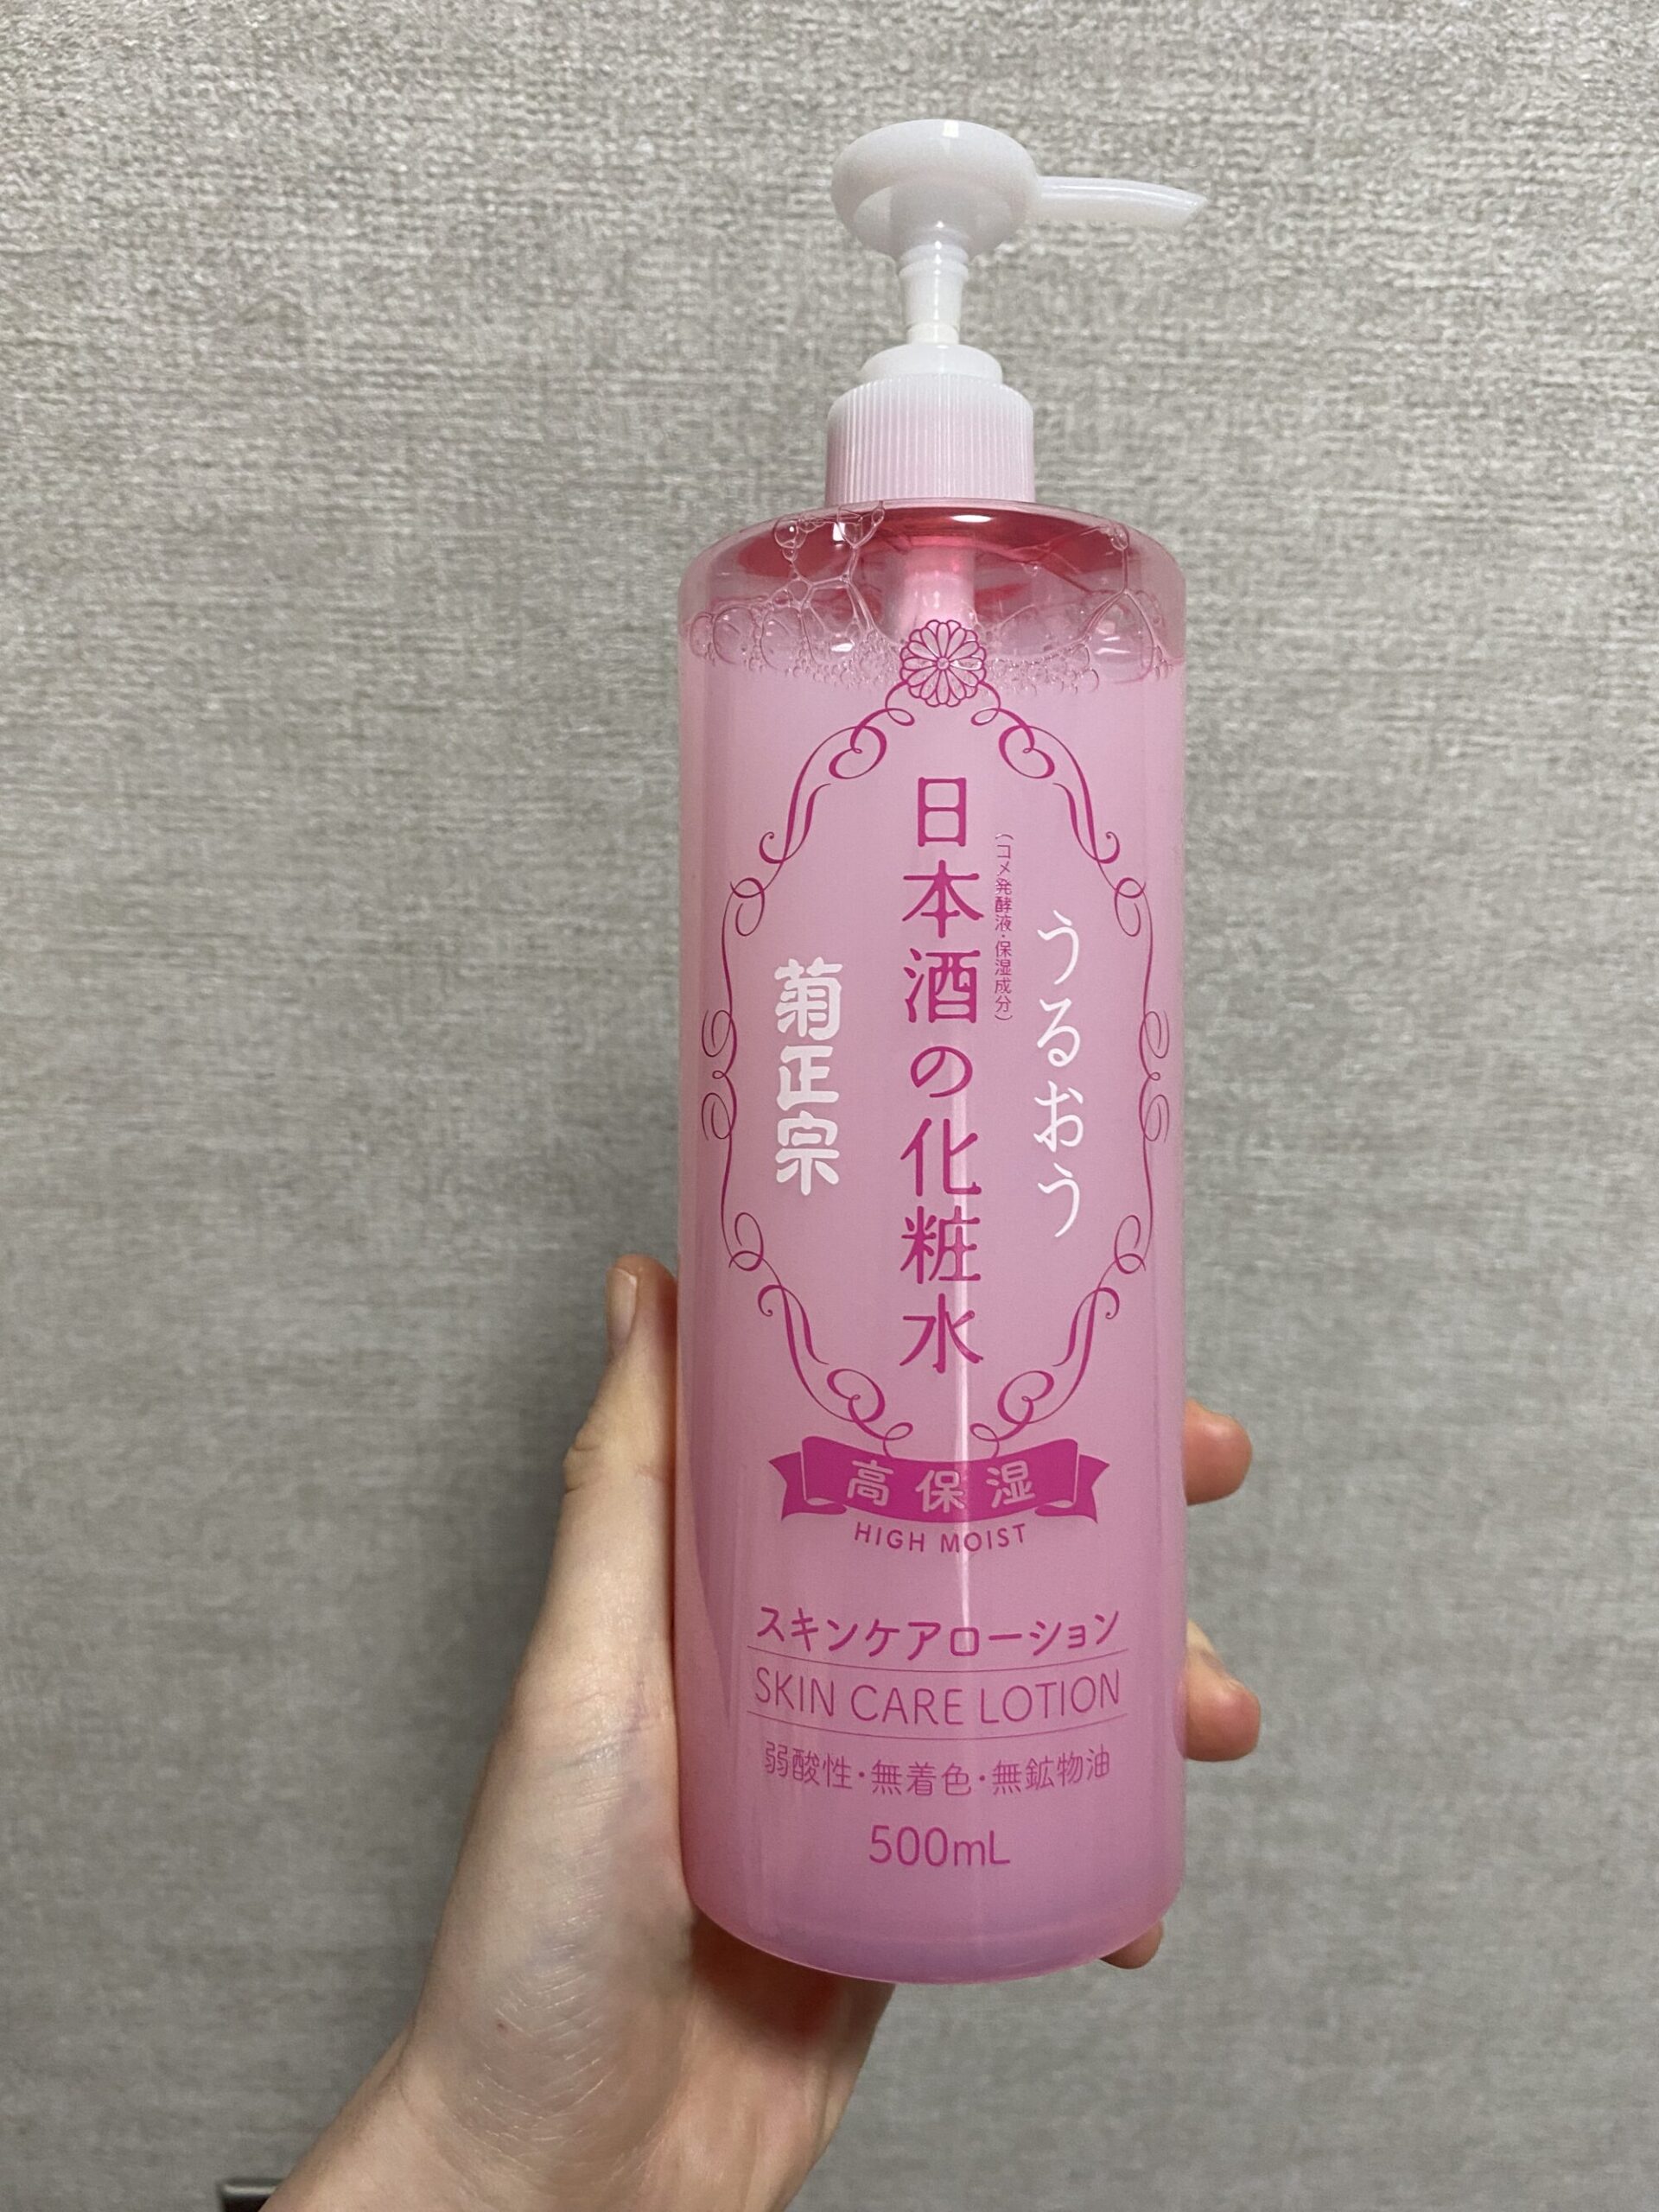 うるおう
(コメ発酵液・保湿成分)
日本酒の化粧水
菊正宗
高保湿
HIGH MOIST
スキンケアローション
SKIN CARE LOTION
弱酸性・無着色・無鉱物油
500mL